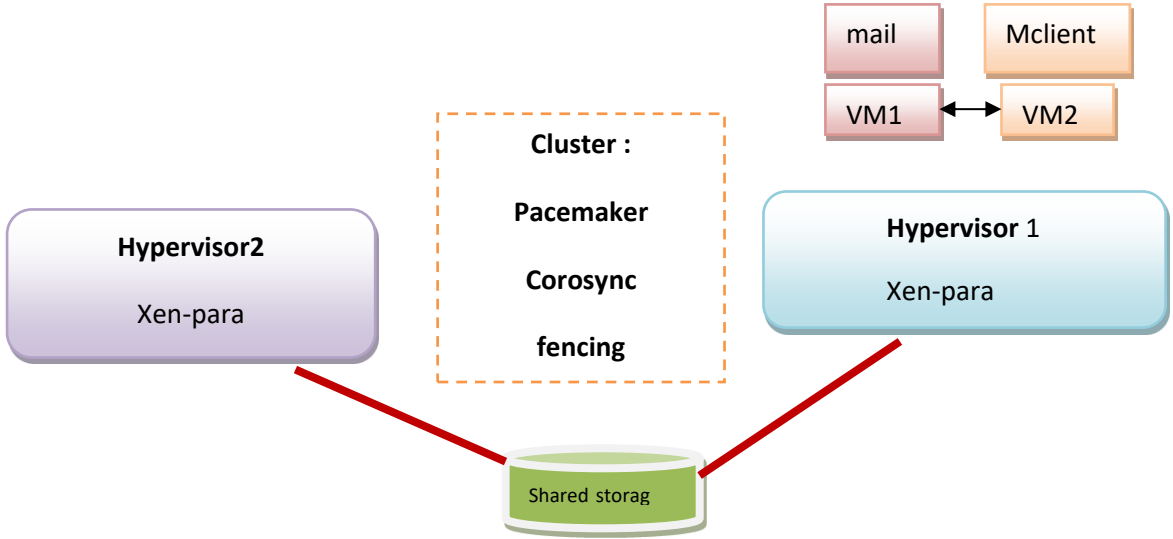 mail
Mclient
VM1
VM2
Cluster :
Pacemaker
Corosync
fencing
Hypervisor2
Xen-para
Hypervisor 1
Xen-para
Shared storag